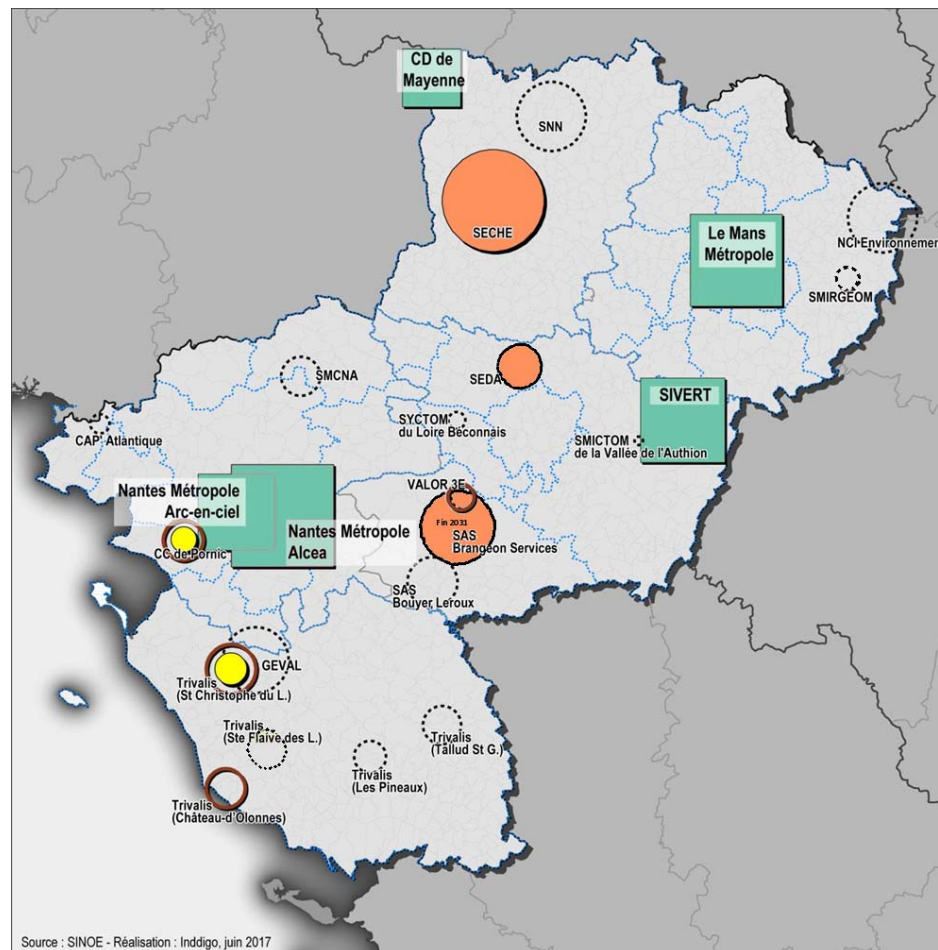 CD de
Mayenne
SNN
SECHE
Le Mans
Métropole
NCI Environnemen
SMIRGEOM
SMCNA
SEDA
SIVERT
CAP Atlantique
SYCTOM
du Loire Béconnais
SMICTOM
de la Vallée de l'Authion
VALOR 3E
Nantes Métropole
Arc-en-ciel
Fin 2031
SAS
Brangeon Services
Nantes Métropole
Alcea
CC de Pornic
SAS
Bouyer Leroux
GEVAL
Trivalis
(St Christophe du L.)
Trivalis
(Ste Flaive des L.)
Trivalis
(Tallud St G.)
Trivalis
(Les Pineaux)
Trivalis
(Château-d'Olonnes)
Source : SINOE - Réalisation : Inddigo, juin 2017